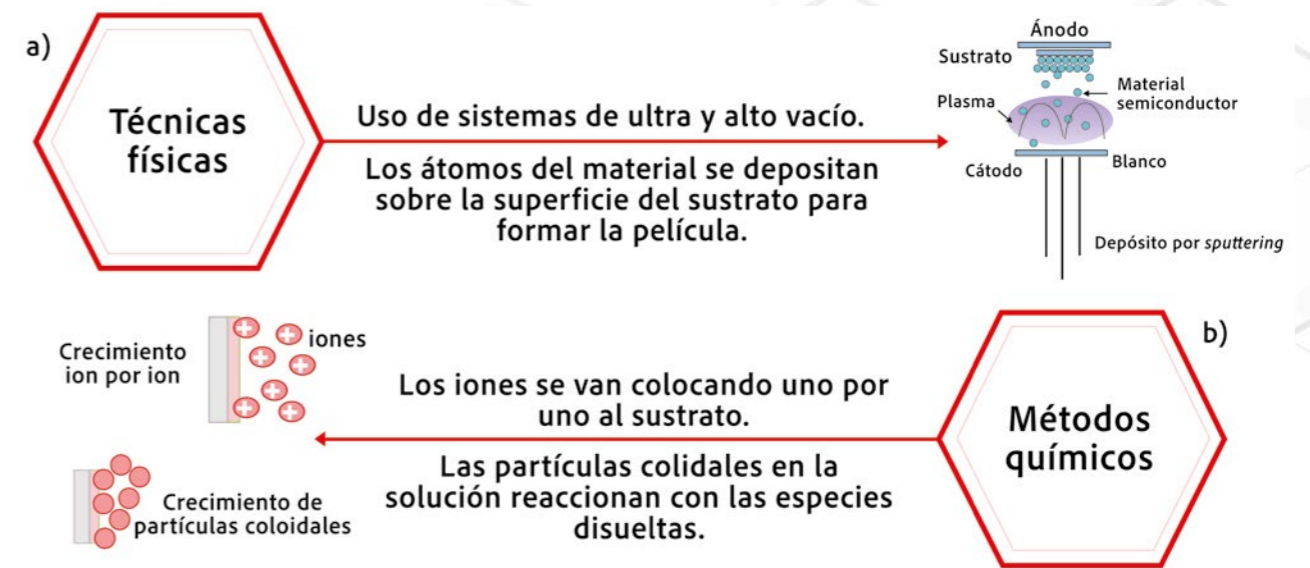 a)
Técnicas
físicas
Uso de sistemas de ultra y alto vacío.
Los átomos del material se depositan
sobre la superficie del sustrato para
formar la película.
Ánodo
Sustrato
Material
semiconductor
Plasma
Cátodo
Blanco
Depósito por sputtering
Crecimiento
ion por ion
iones
Crecimiento de
partículas coloidales
Los iones se van colocando uno por
uno al sustrato.
Las partículas colidales en la
solución reaccionan con las especies
disueltas.
b)
Métodos
químicos